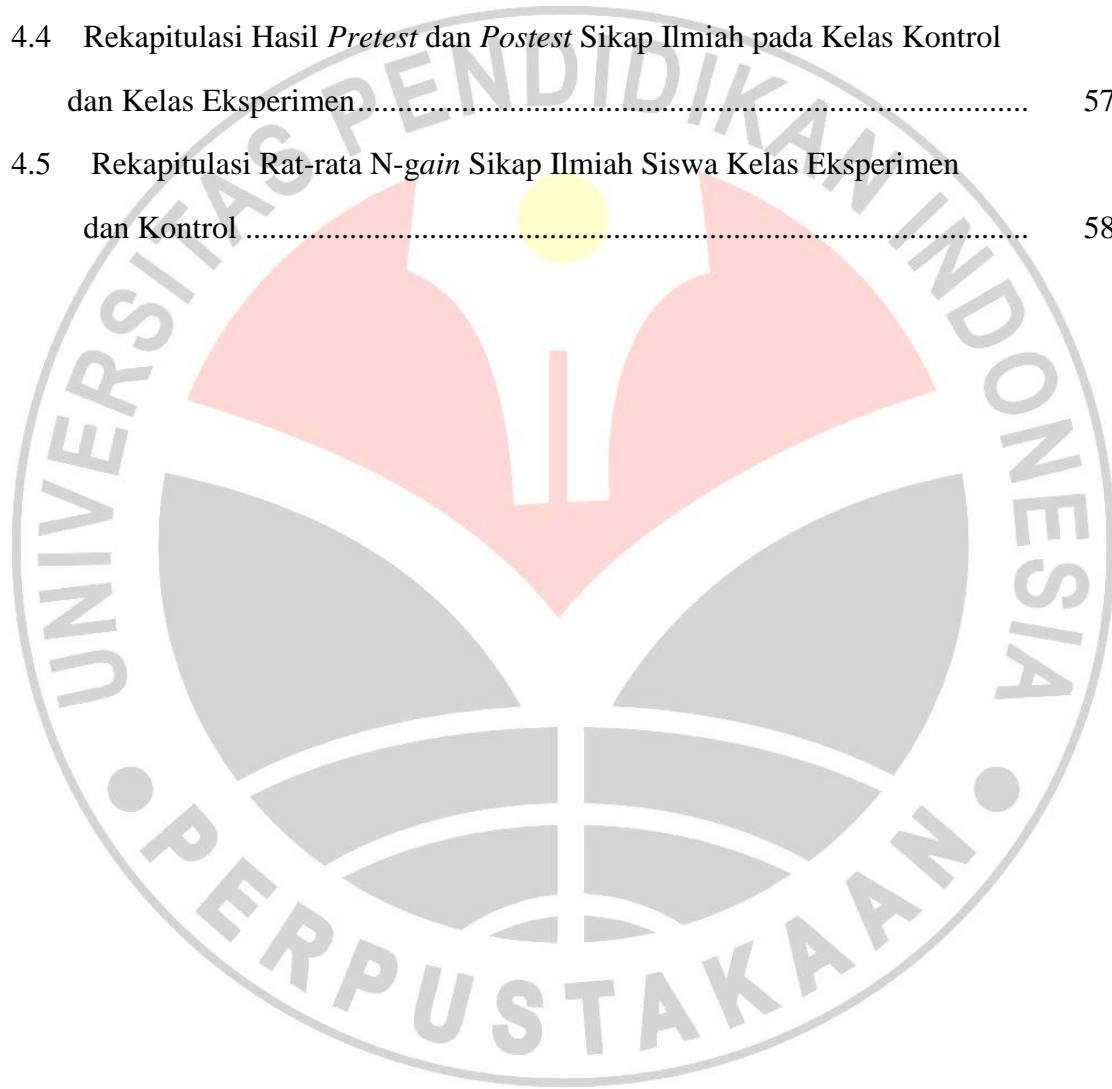 4.4 Rekapitulasi Hasil Pretest dan Postest Sikap Ilmiah pada Kelas Kontrol
dan Kelas Eksperimen..................................................................................... 57
4.5 Rekapitulasi Rat-rata N-gain Sikap Ilmiah Siswa Kelas Eksperimen
dan Kontrol ................................................................................................... 58
UNIVERSITAS PENDIDIKAN INDONESIA
PERPUSTAKAAN